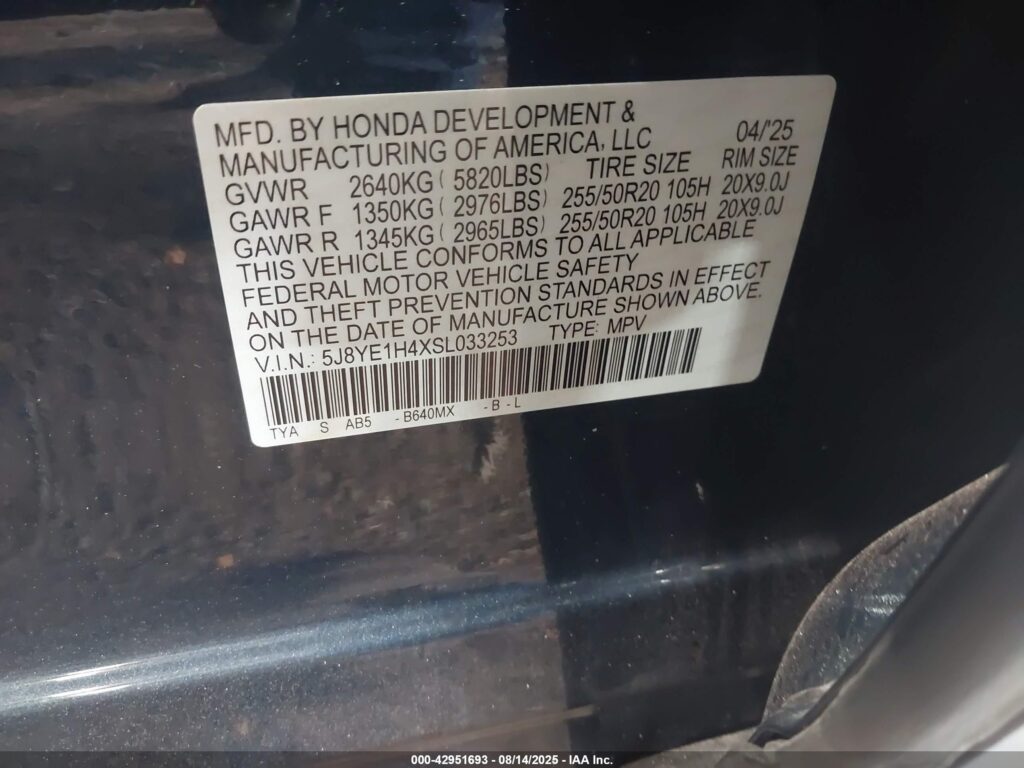 MFD. BY HONDA DEVELOPMENT &
MANUFACTURING OF AMERICA, LLC 04/'25
GVWR 2640KG ( 5820LBS) TIRE SIZE RIM SIZE
GAWR F 1350KG ( 2976LBS) 255/50R20 105H 20X9.0J
GAWR R 1345KG ( 2965LBS) 255/50R20 105H 20X9.0J
THIS VEHICLE CONFORMS TO ALL APPLICABLE
FEDERAL MOTOR VEHICLE SAFETY
AND THEFT PREVENTION STANDARDS IN EFFECT
ON THE DATE OF MANUFACTURE SHOWN ABOVE.
V.I.N.: 5J8YE1H4XSL033253 TYPE: MPV
TYA S AB5 -B640MX -B-L
000-42951693 - 08/14/2025 - IAA Inc.